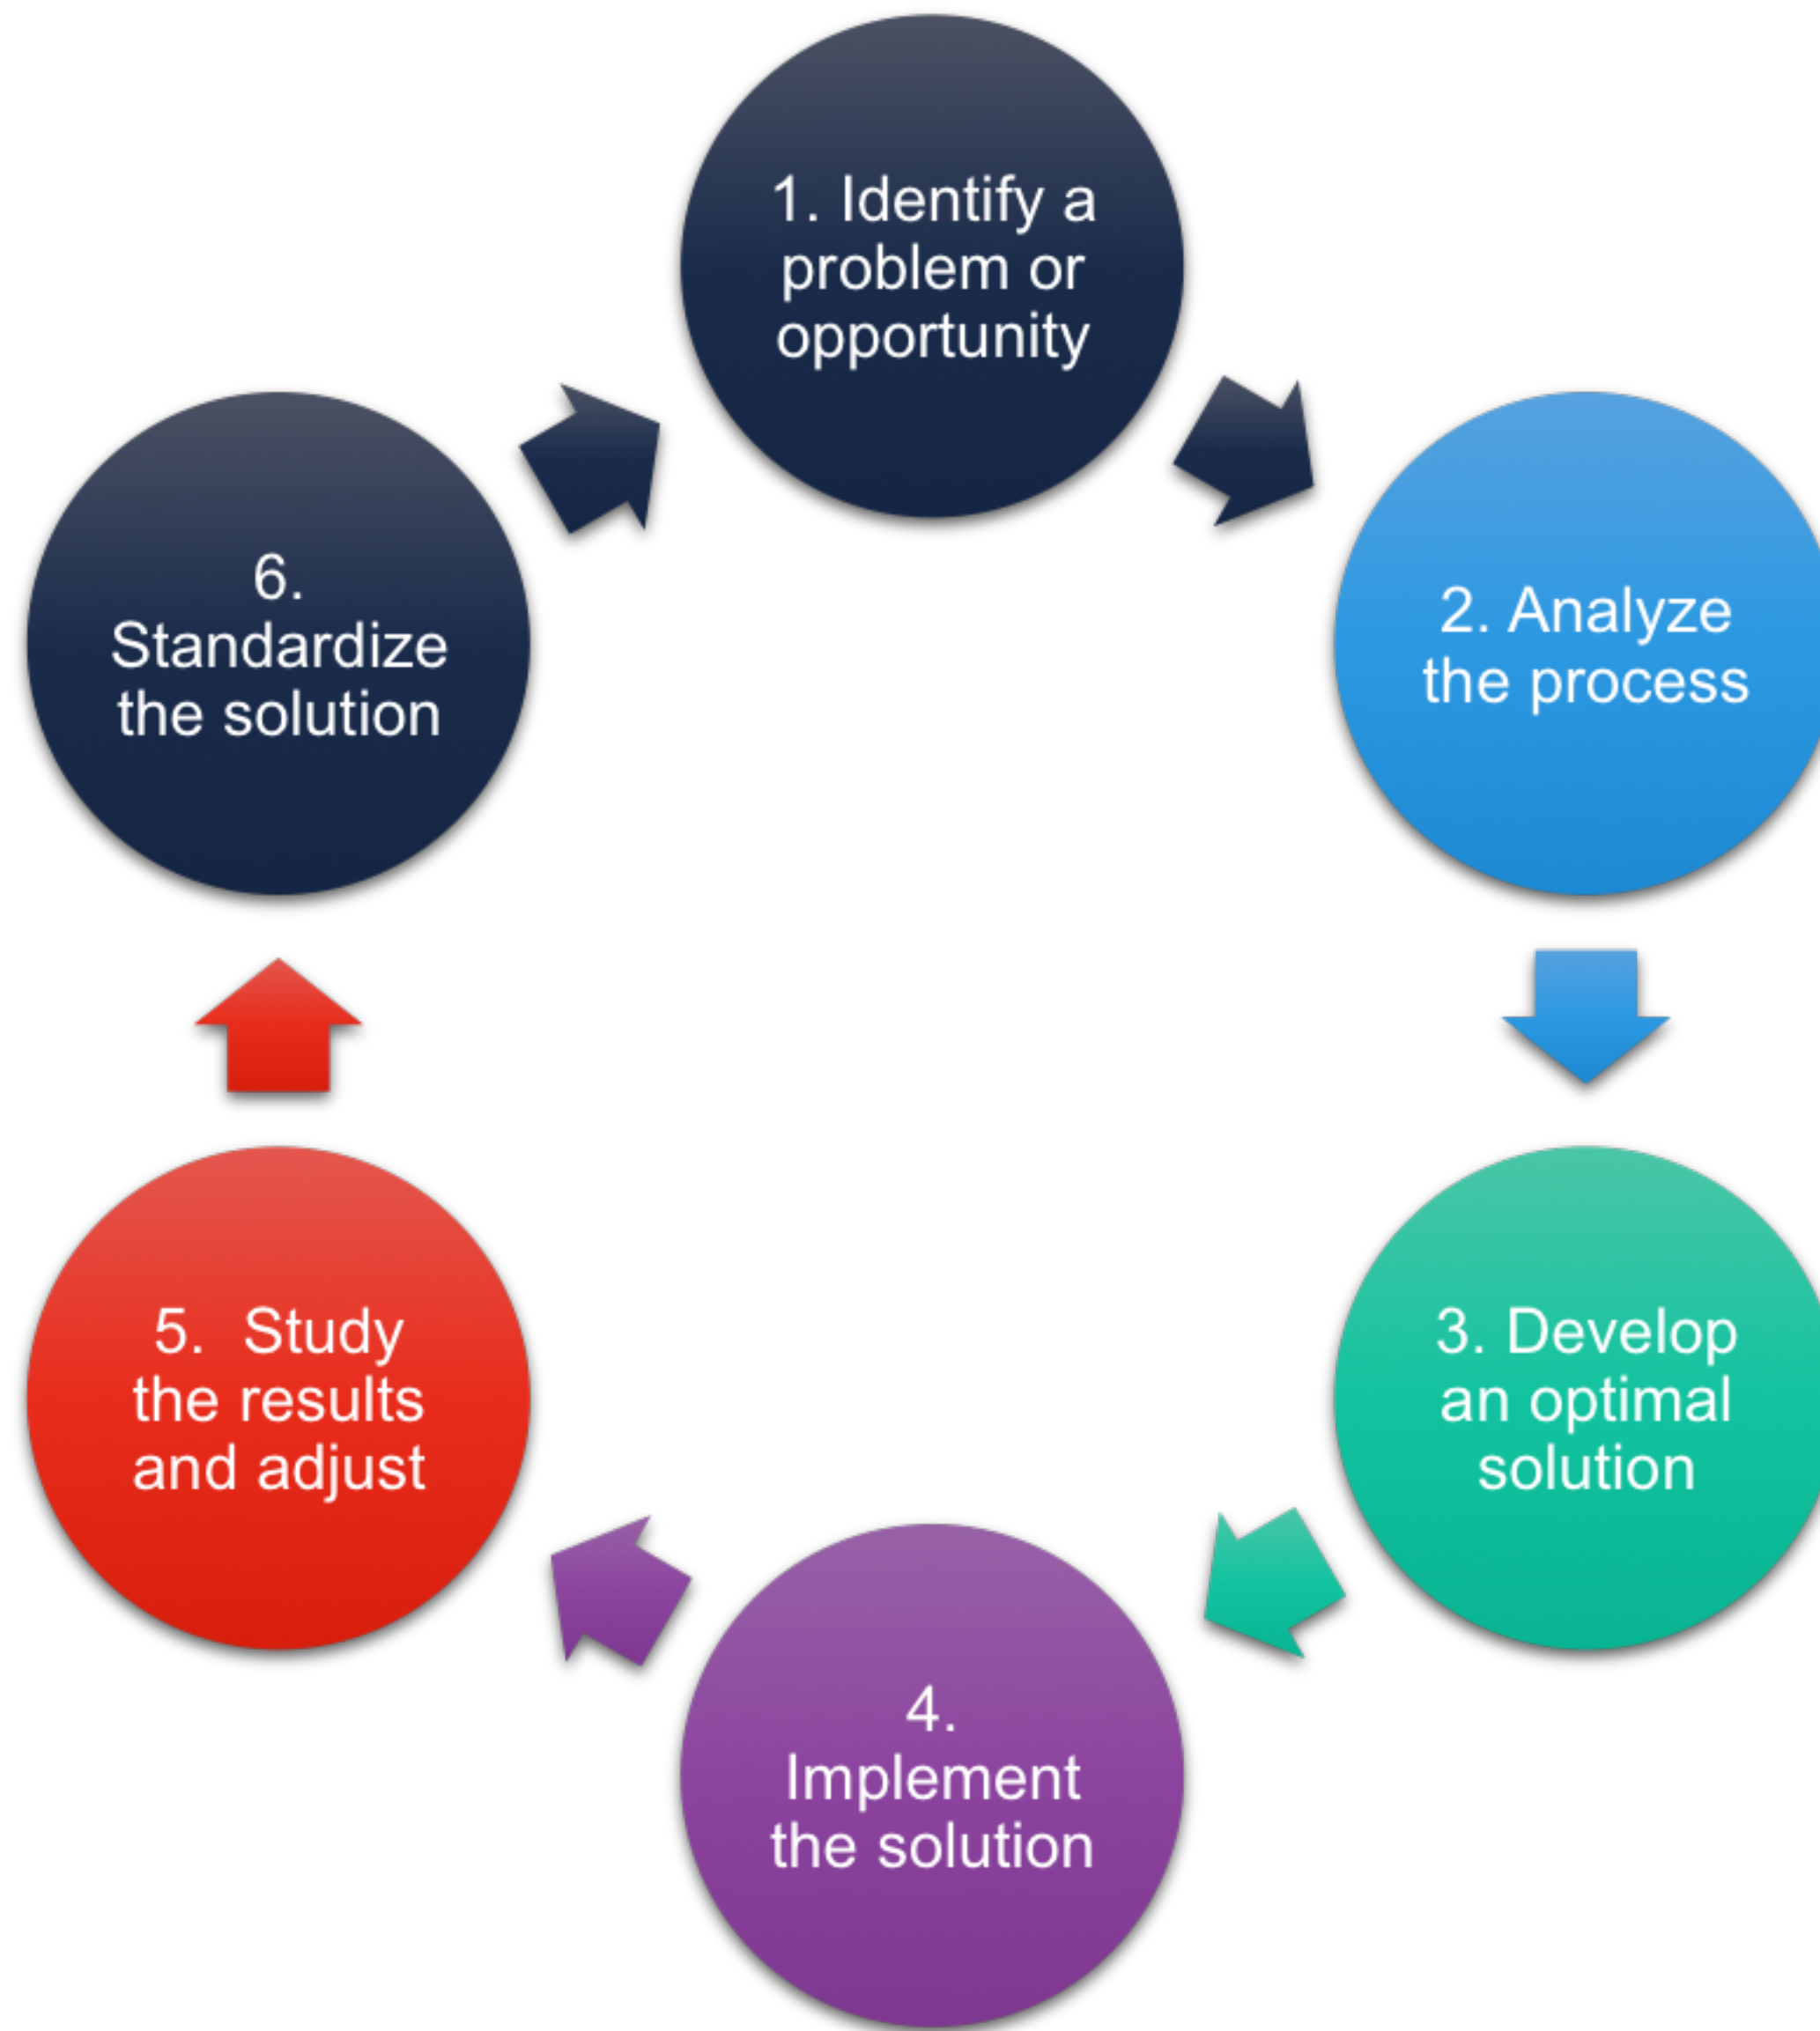 1. Identify a
problem or
opportunity
2. Analyze
the process
3. Develop
an optimal
solution
4.
Implement
the solution
5.  Study
the results
and adjust
6.
Standardize
the solution